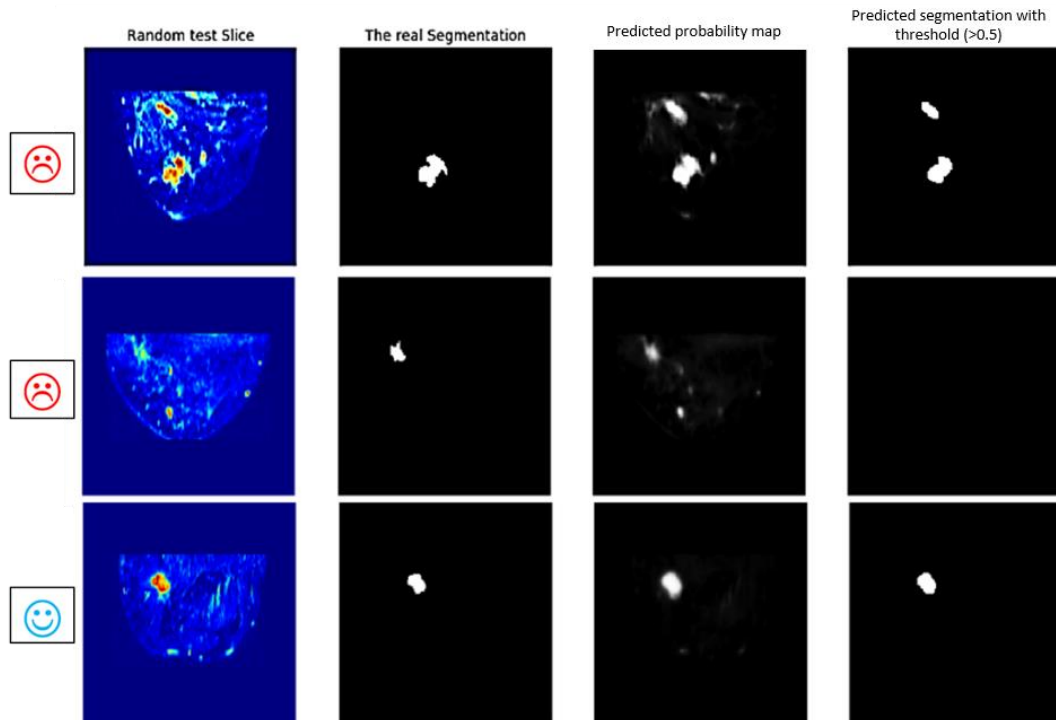 Random test Slice
The real Segmentation
Predicted probability map
Predicted segmentation with
threshold (>0.5)